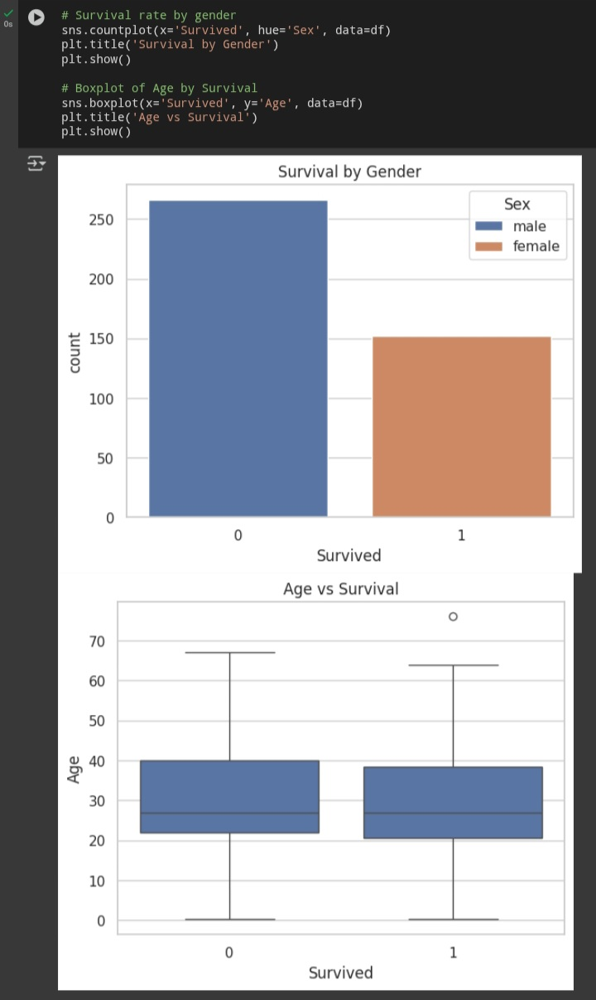 0s
# Survival rate by gender
sns.countplot(x='Survived', hue='Sex', data=df)
plt.title('Survival by Gender')
plt.show()
# Boxplot of Age by Survival
sns.boxplot(x='Survived', y='Age', data=df)
plt.title('Age vs Survival')
plt.show()
Survival by Gender
Sex
male
female
250
200
150
100
50
0
count
0 1
Survived
Age vs Survival
70
60
50
40
30
20
10
0
Age
0 1
Survived